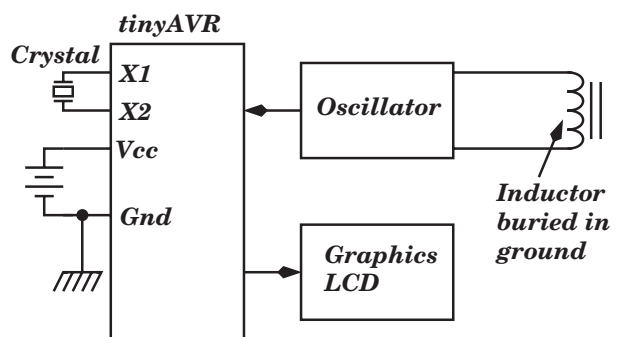 tinyAVR
Crystal
X1
X2
Vcc
Gnd
Oscillator
Inductor
buried in
ground
Graphics
LCD